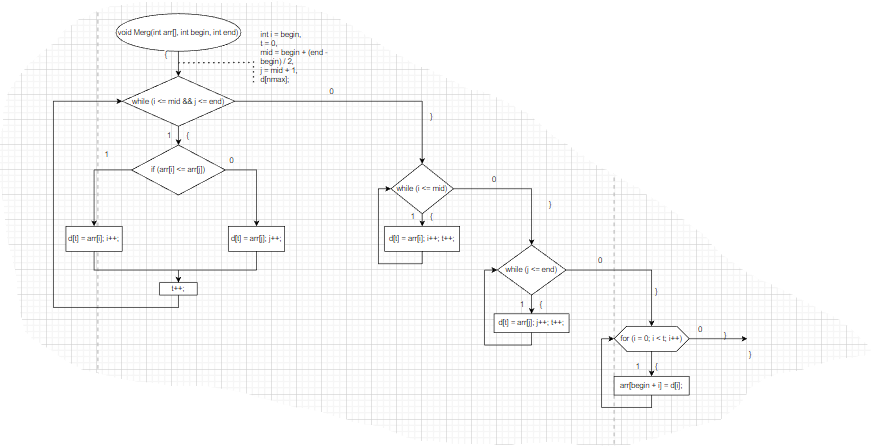 void Merg(int arr[], int begin, int end)
{
int i = begin,
t = 0,
mid = begin + (end -
begin) / 2,
j = mid + 1,
d[nmax];
while (i <= mid && j <= end)
0
}
1 {
if (arr[i] <= arr[j])
1
0
d[t] = arr[i]; i++;
d[t] = arr[j]; j++;
t++;
while (i <= mid)
0
}
1 {
d[t] = arr[i]; i++; t++;
while (j <= end)
0
}
1 {
d[t] = arr[j]; j++; t++;
for (i = 0; i < t; i++)
0
}
}
1 {
arr[begin + i] = d[i];